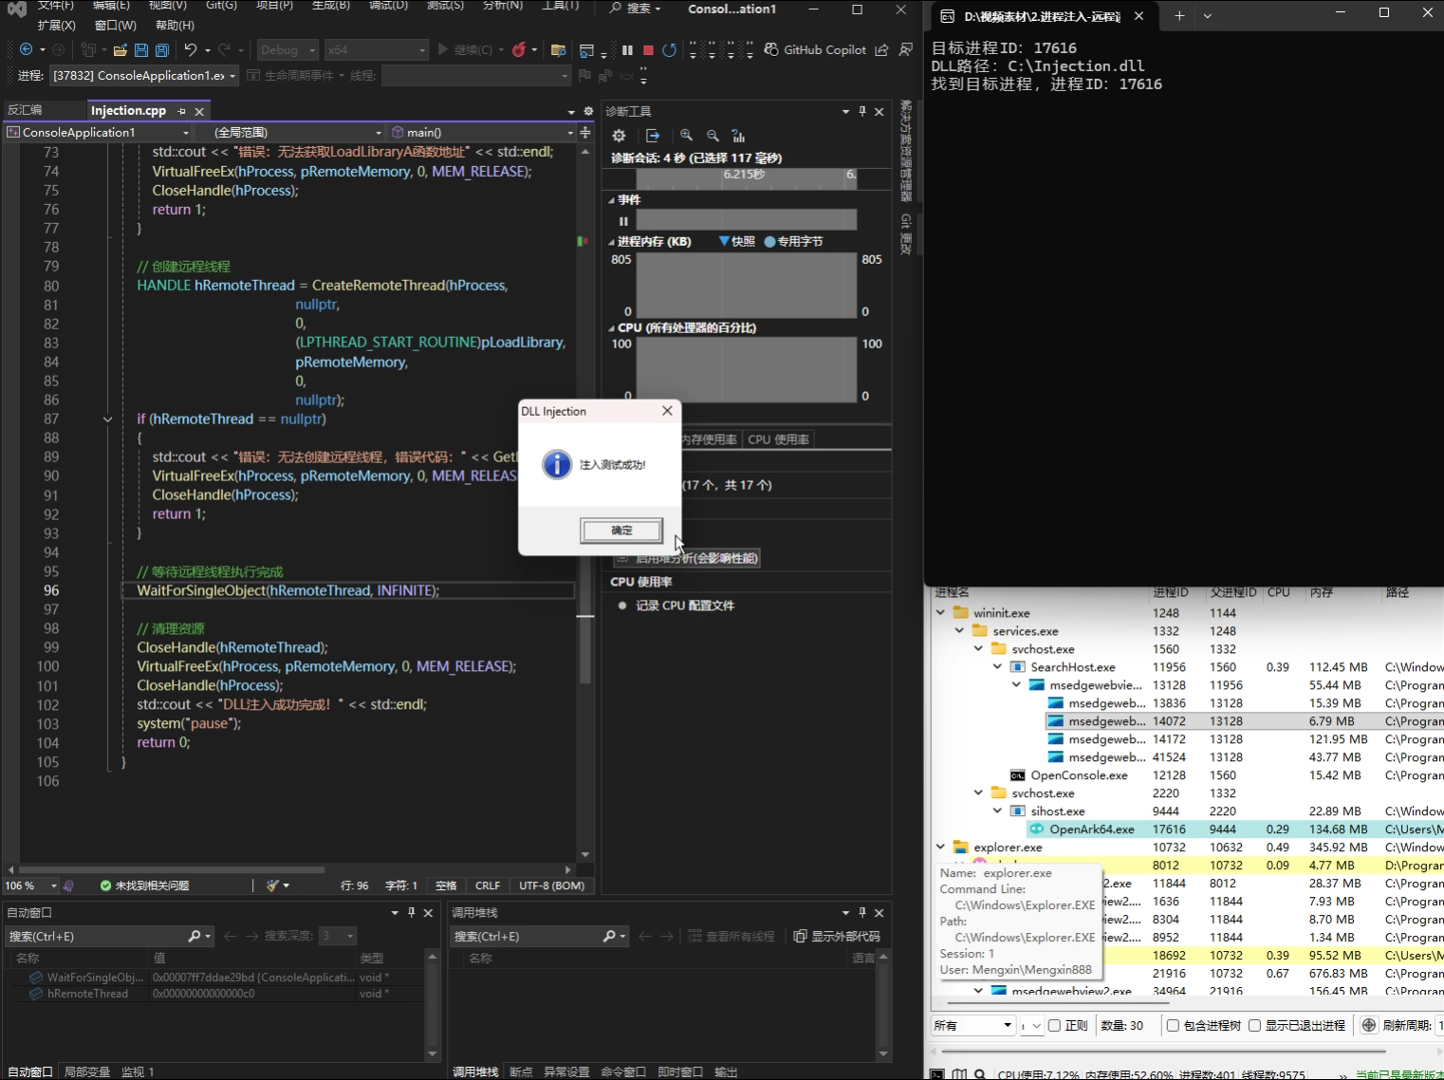 文件(F) 编辑(E) 视图(V) Git(G) 项目(P) 生成(B) 调试(D) 测试(S) 分析(N) 工具(T) 搜索 Consol...ation1
扩展(X) 窗口(W) 帮助(H)
Debug x64 继续(C) GitHub Copilot
进程: [37832] ConsoleApplication1.ex 生命周期事件 线程:
反汇编 Injection.cpp
ConsoleApplication1 (全局范围) main()
73 std::cout << "错误：无法获取LoadLibraryA函数地址" << std::endl;
74 VirtualFreeEx(hProcess, pRemoteMemory, 0, MEM_RELEASE);
75 CloseHandle(hProcess);
76 return 1;
77 }
78
79 // 创建远程线程
80 HANDLE hRemoteThread = CreateRemoteThread(hProcess,
81 nullptr,
82 0,
83 (LPTHREAD_START_ROUTINE)pLoadLibrary,
84 pRemoteMemory,
85 0,
86 nullptr);
87 if (hRemoteThread == nullptr)
88 {
89 std::cout << "错误：无法创建远程线程，错误代码：" <<
90 VirtualFreeEx(hProcess, pRemoteMemory, 0, MEM_RELEAS
91 CloseHandle(hProcess);
92 return 1;
93 }
94
95 // 等待远程线程执行完成
96 WaitForSingleObject(hRemoteThread, INFINITE);
97
98 // 清理资源
99 CloseHandle(hRemoteThread);
100 VirtualFreeEx(hProcess, pRemoteMemory, 0, MEM_RELEASE);
101 CloseHandle(hProcess);
102 std::cout << "DLL注入成功完成！" << std::endl;
103 system("pause");
104 return 0;
105 }
106
106 % 未找到相关问题 行: 96 字符: 1 空格 CRLF UTF-8 (BOM)
诊断工具
诊断会话: 4 秒 (已选择 117 毫秒)
6.215秒 6.
事件
进程内存 (KB) 快照 专用字节
805 805
0 0
CPU (所有处理器的百分比)
100 100
0 0
内存使用率 CPU 使用率
(17 个，共 17 个)
启用堆分析(会影响性能)
CPU 使用率
记录 CPU 配置文件
解决方案资源管理器
Git 更改
DLL Injection
注入测试成功!
确定
自动窗口
搜索(Ctrl+E) 搜索深度: 3
名称 值 类型
WaitForSingleObj... 0x00007ff7ddae29bd {ConsoleApplicati... void *
hRemoteThread 0x00000000000000c0 void *
自动窗口 局部变量 监视 1
调用堆栈
搜索(Ctrl+E) 查看所有线程 显示外部代码
名称 语言
调用堆栈 断点 异常设置 命令窗口 即时窗口 输出
D:\视频素材\2.进程注入-远程
目标进程ID: 17616
DLL路径: C:\Injection.dll
找到目标进程，进程ID: 17616
进程名 进程ID 父进程ID CPU 内存 路径
wininit.exe 1248 1144
services.exe 1332 1248
svchost.exe 1560 1332
SearchHost.exe 11956 1560 0.39 112.45 MB C:\Window
msedgewebvie... 13128 11956 55.44 MB C:\Program
msedgeweb... 13836 13128 15.39 MB C:\Program
msedgeweb... 14072 13128 6.79 MB C:\Program
msedgeweb... 14172 13128 121.95 MB C:\Program
msedgeweb... 41524 13128 43.77 MB C:\Program
OpenConsole.exe 12128 1560 15.42 MB C:\Program
svchost.exe 2220 1332
sihost.exe 9444 2220 22.89 MB C:\Window
OpenArk64.exe 17616 9444 0.29 134.68 MB C:\Users\M
explorer.exe 10732 10632 0.49 345.92 MB C:\Window
8012 10732 0.09 4.77 MB D:\Program
2.exe 11844 8012 28.37 MB C:\Program
view2.... 1636 11844 7.93 MB C:\Program
view2.... 8304 11844 8.70 MB C:\Program
view2.... 8952 11844 1.34 MB C:\Program
18692 10732 0.39 95.52 MB C:\Users\M
21916 10732 0.67 676.83 MB C:\Program
msedgewebview2.exe 34964 21916 156.45 MB C:\Program
Name: explorer.exe
Command Line:
C:\Windows\Explorer.EXE
Path:
C:\Windows\Explorer.EXE
Session: 1
User: Mengxin\Mengxin888
所有 正则 数量: 30 包含进程树 显示已退出进程 刷新周期: 1
CPU使用:7.12% 内存使用:52.60% 进程数:401 线程数:9575 » 当前已是最新版本